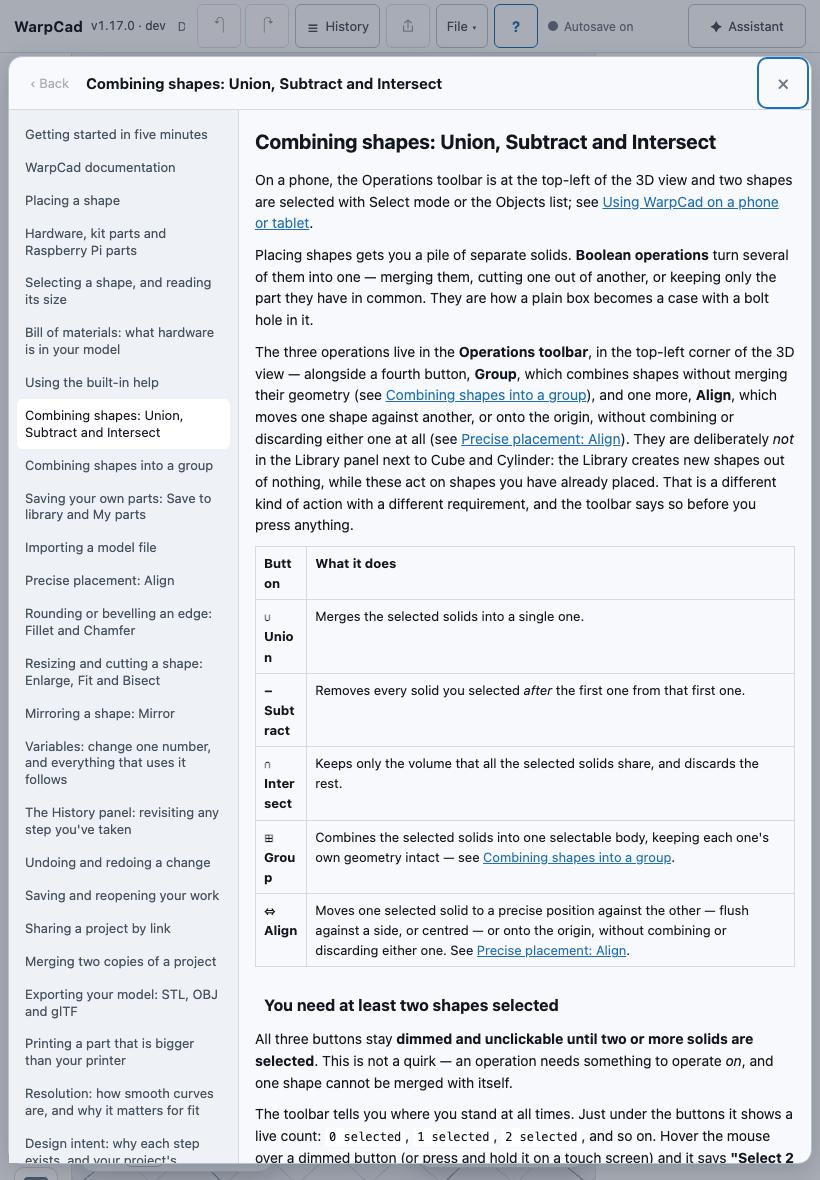 WarpCad v1.17.0 · dev D History File ▾ ? Autosave on Assistant
‹ Back Combining shapes: Union, Subtract and Intersect ×
Getting started in five minutes
WarpCad documentation
Placing a shape
Hardware, kit parts and
Raspberry Pi parts
Selecting a shape, and reading
its size
Bill of materials: what hardware
is in your model
Using the built-in help
Combining shapes: Union,
Subtract and Intersect
Combining shapes into a group
Saving your own parts: Save to
library and My parts
Importing a model file
Precise placement: Align
Rounding or bevelling an edge:
Fillet and Chamfer
Resizing and cutting a shape:
Enlarge, Fit and Bisect
Mirroring a shape: Mirror
Variables: change one number,
and everything that uses it
follows
The History panel: revisiting any
step you've taken
Undoing and redoing a change
Saving and reopening your work
Sharing a project by link
Merging two copies of a project
Exporting your model: STL, OBJ
and glTF
Printing a part that is bigger
than your printer
Resolution: how smooth curves
are, and why it matters for fit
Design intent: why each step
exists, and your project's
Combining shapes: Union, Subtract and Intersect
On a phone, the Operations toolbar is at the top-left of the 3D view and two shapes
are selected with Select mode or the Objects list; see Using WarpCad on a phone
or tablet.
Placing shapes gets you a pile of separate solids. Boolean operations turn several
of them into one — merging them, cutting one out of another, or keeping only the
part they have in common. They are how a plain box becomes a case with a bolt
hole in it.
The three operations live in the Operations toolbar, in the top-left corner of the 3D
view — alongside a fourth button, Group, which combines shapes without merging
their geometry (see Combining shapes into a group), and one more, Align, which
moves one shape against another, or onto the origin, without combining or
discarding either one at all (see Precise placement: Align). They are deliberately not
in the Library panel next to Cube and Cylinder: the Library creates new shapes out
of nothing, while these act on shapes you have already placed. That is a different
kind of action with a different requirement, and the toolbar says so before you
press anything.
Butt
on
What it does
∪
Unio
n
Merges the selected solids into a single one.
−
Subt
ract
Removes every solid you selected after the first one from that first one.
∩
Inter
sect
Keeps only the volume that all the selected solids share, and discards the
rest.
⊞
Grou
p
Combines the selected solids into one selectable body, keeping each one's
own geometry intact — see Combining shapes into a group.
⇔
Align
Moves one selected solid to a precise position against the other — flush
against a side, or centred — or onto the origin, without combining or
discarding either one. See Precise placement: Align.
You need at least two shapes selected
All three buttons stay dimmed and unclickable until two or more solids are
selected. This is not a quirk — an operation needs something to operate on, and
one shape cannot be merged with itself.
The toolbar tells you where you stand at all times. Just under the buttons it shows a
live count: 0 selected, 1 selected, 2 selected, and so on. Hover the mouse
over a dimmed button (or press and hold it on a touch screen) and it says "Select 2